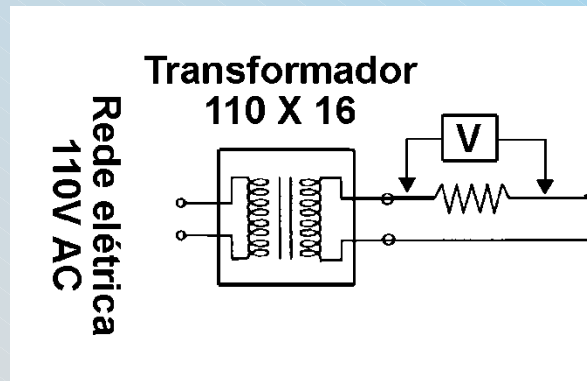 Transformador
110 X 16
Rede elétrica
110V AC
V